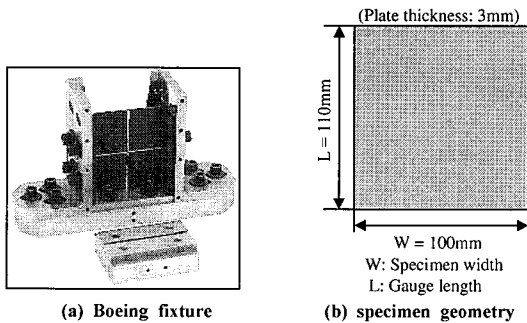 (Plate thickness: 3mm)
L = 110mm
W = 100mm
W: Specimen width
L: Gauge length
(a) Boeing fixture
(b) specimen geometry